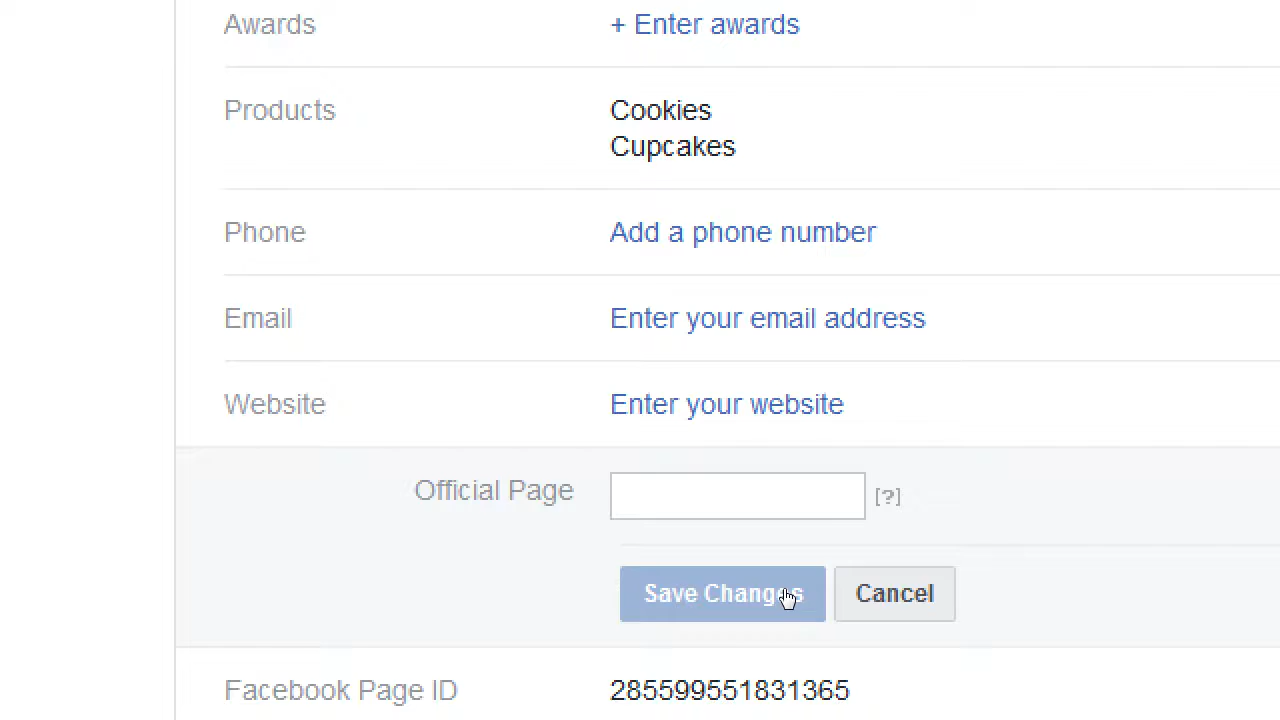 Awards + Enter awards
Products Cookies
Cupcakes
Phone Add a phone number
Email Enter your email address
Website Enter your website
Official Page [?]
Save Changes Cancel
Facebook Page ID 285599551831365